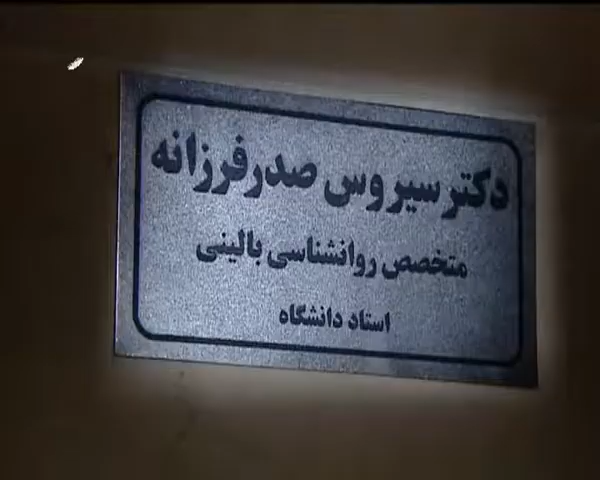 دکتر سیروس صدرفرزانه
متخصص روانشناسی بالینی
استاد دانشگاه